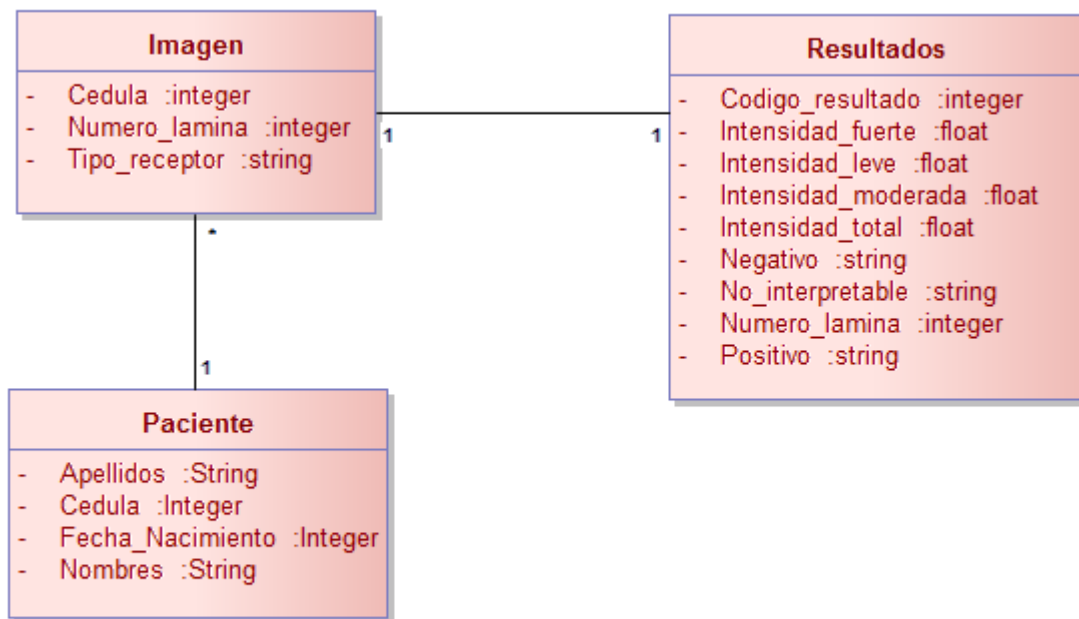 Imagen
- Cedula :integer
- Numero_lamina :integer
- Tipo_receptor :string
1
1
Resultados
- Codigo_resultado :integer
- Intensidad_fuerte :float
- Intensidad_leve :float
- Intensidad_moderada :float
- Intensidad_total :float
- Negativo :string
- No_interpretable :string
- Numero_lamina :integer
- Positivo :string
*
1
Paciente
- Apellidos :String
- Cedula :Integer
- Fecha_Nacimiento :Integer
- Nombres :String